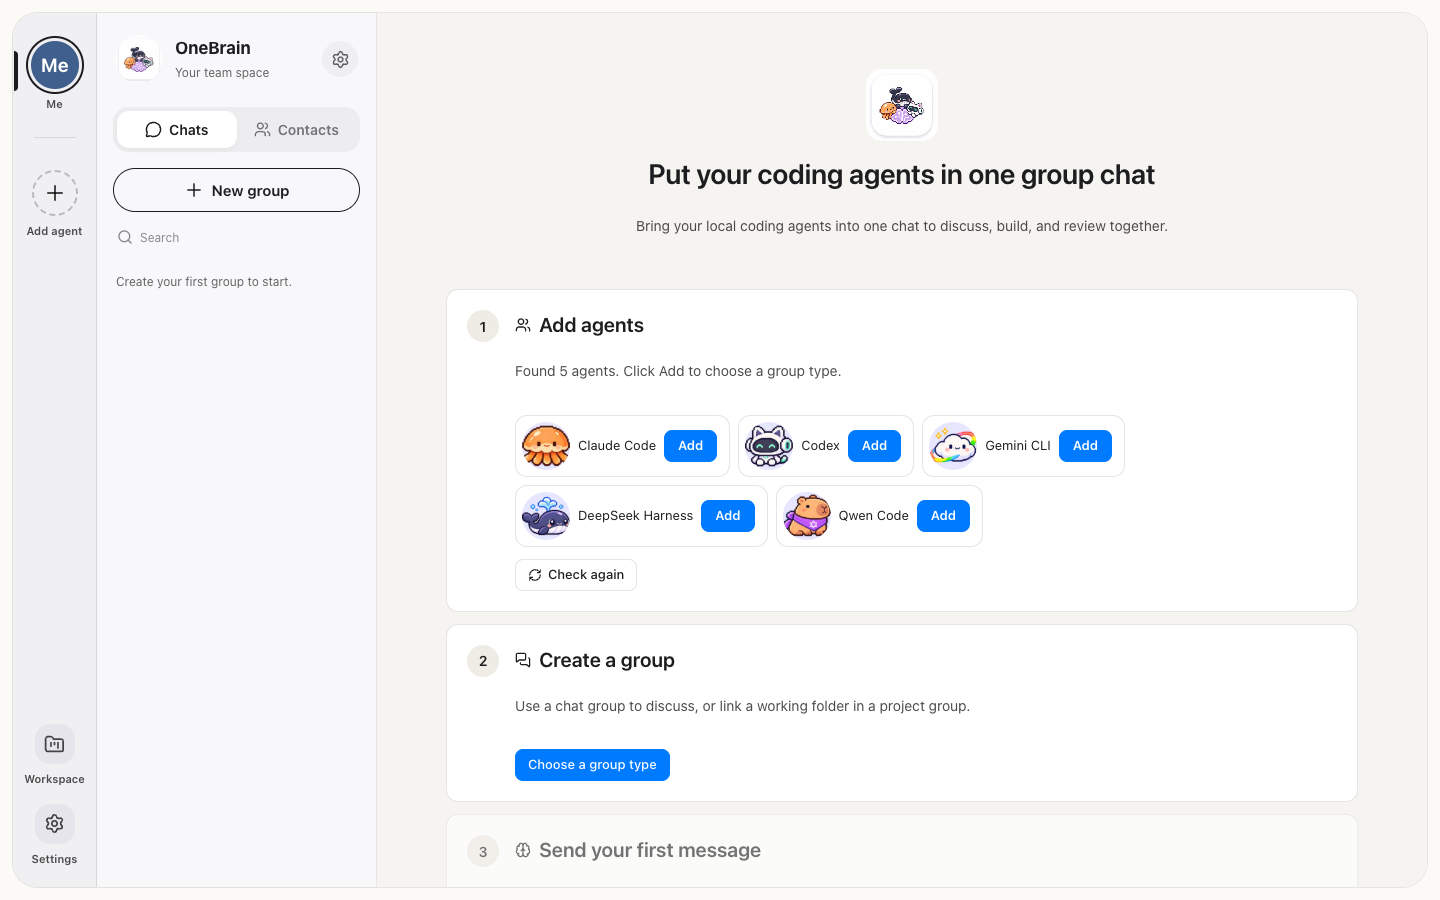 Me
Me
Add agent
Workspace
Settings
OneBrain
Your team space
Chats
Contacts
New group
Search
Create your first group to start.
Put your coding agents in one group chat
Bring your local coding agents into one chat to discuss, build, and review together.
1
Add agents
Found 5 agents. Click Add to choose a group type.
Claude Code
Add
Codex
Add
Gemini CLI
Add
DeepSeek Harness
Add
Qwen Code
Add
Check again
2
Create a group
Use a chat group to discuss, or link a working folder in a project group.
Choose a group type
3
Send your first message